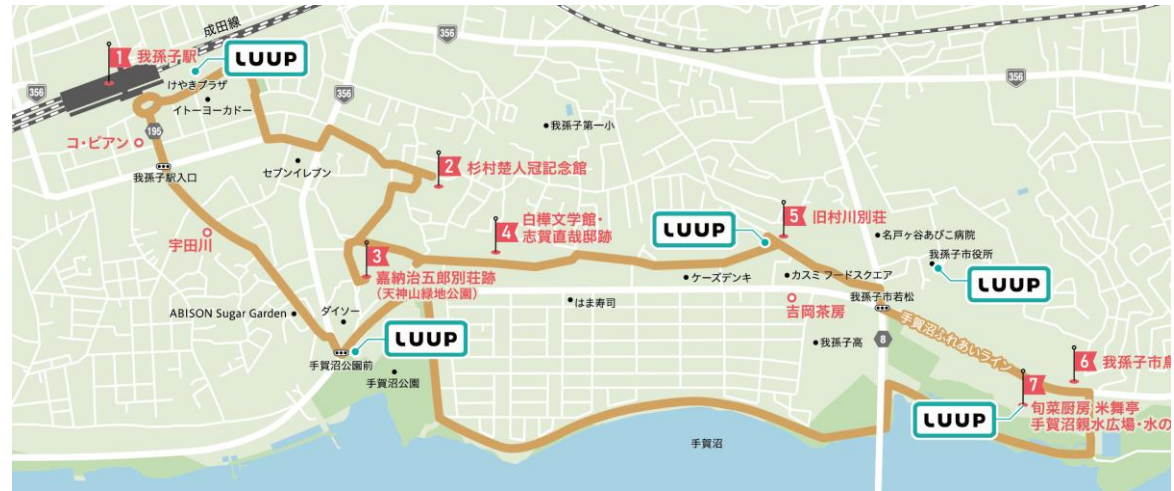 成田線
356
LUUP
1 我孫子駅
けやきプラザ
イトーヨーカドー
356
356
356
195
コ・ビアン
我孫子駅入口
セブンイレブン
我孫子第一小
2 杉村楚人冠記念館
宇田川
3 嘉納治五郎別荘跡
(天神山緑地公園)
4 白樺文学館・
志賀直哉邸跡
LUUP
5 旧村川別荘
名戸ヶ谷あびこ病院
我孫子市役所
LUUP
ケーズデンキ
カスミ フードスクエア
はま寿司
吉岡茶房
我孫子市若松
ABISON Sugar Garden
ダイソー
LUUP
手賀沼公園前
手賀沼公園
我孫子高
8
手賀沼ふれあいライン
6 我孫子市鳥
7
LUUP
旬菜厨房 米舞亭
手賀沼親水広場・水の
手賀沼